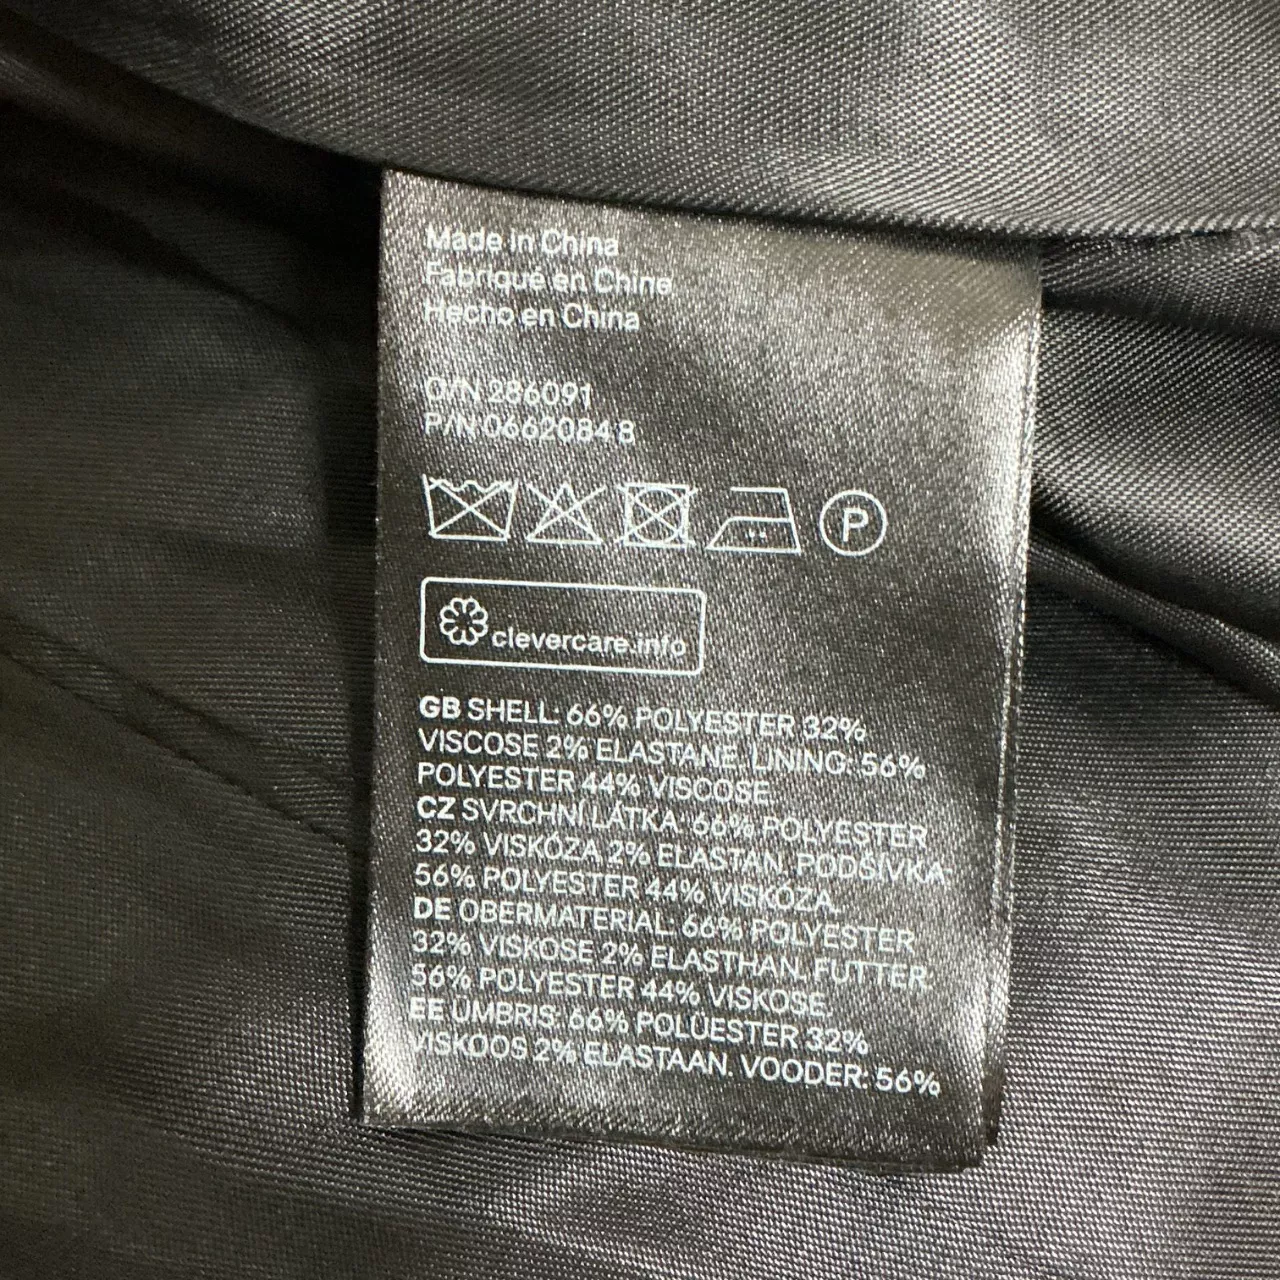 Made in China
Fabriqué en Chine
Hecho en China
O/N 286091
P/N 0662084 8
P
clevercare.info
GB SHELL: 66% POLYESTER 32%
VISCOSE 2% ELASTANE. LINING: 56%
POLYESTER 44% VISCOSE
CZ SVRCHNÍ LÁTKA: 66% POLYESTER
32% VISKÓZA 2% ELASTAN. PODŠÍVKA:
56% POLYESTER 44% VISKÓZA.
DE OBERMATERIAL: 66% POLYESTER
32% VISKOSE 2% ELASTHAN. FUTTER:
56% POLYESTER 44% VISKOSE
EE ÜMBRIS: 66% POLÜESTER 32%
VISKOOS 2% ELASTAAN. VOODER: 56%